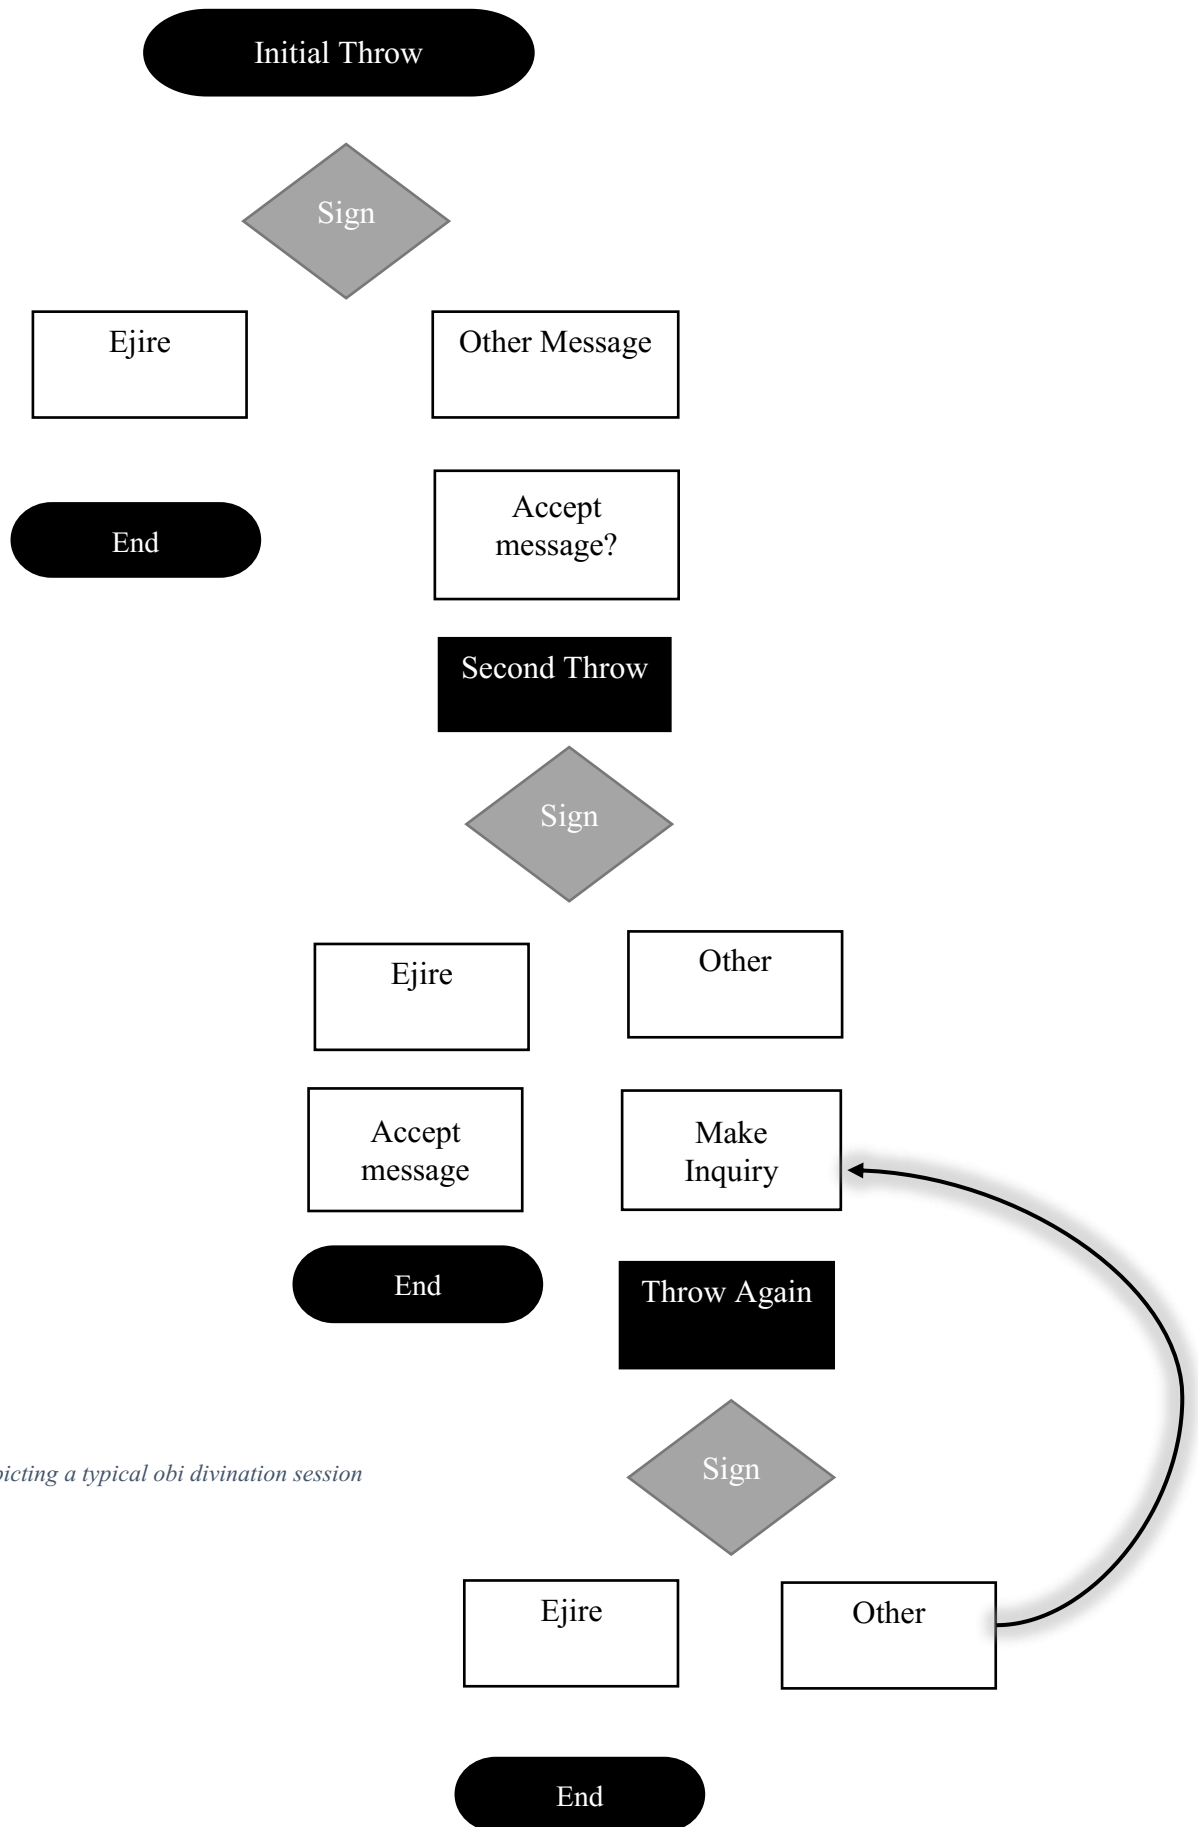 Initial Throw
Sign
Ejire
Other Message
End
Accept
message?
Second Throw
Sign
Ejire
Other
Accept
message
Make
Inquiry
End
Throw Again
Sign
a typical obi divination session
Ejire
Other
End